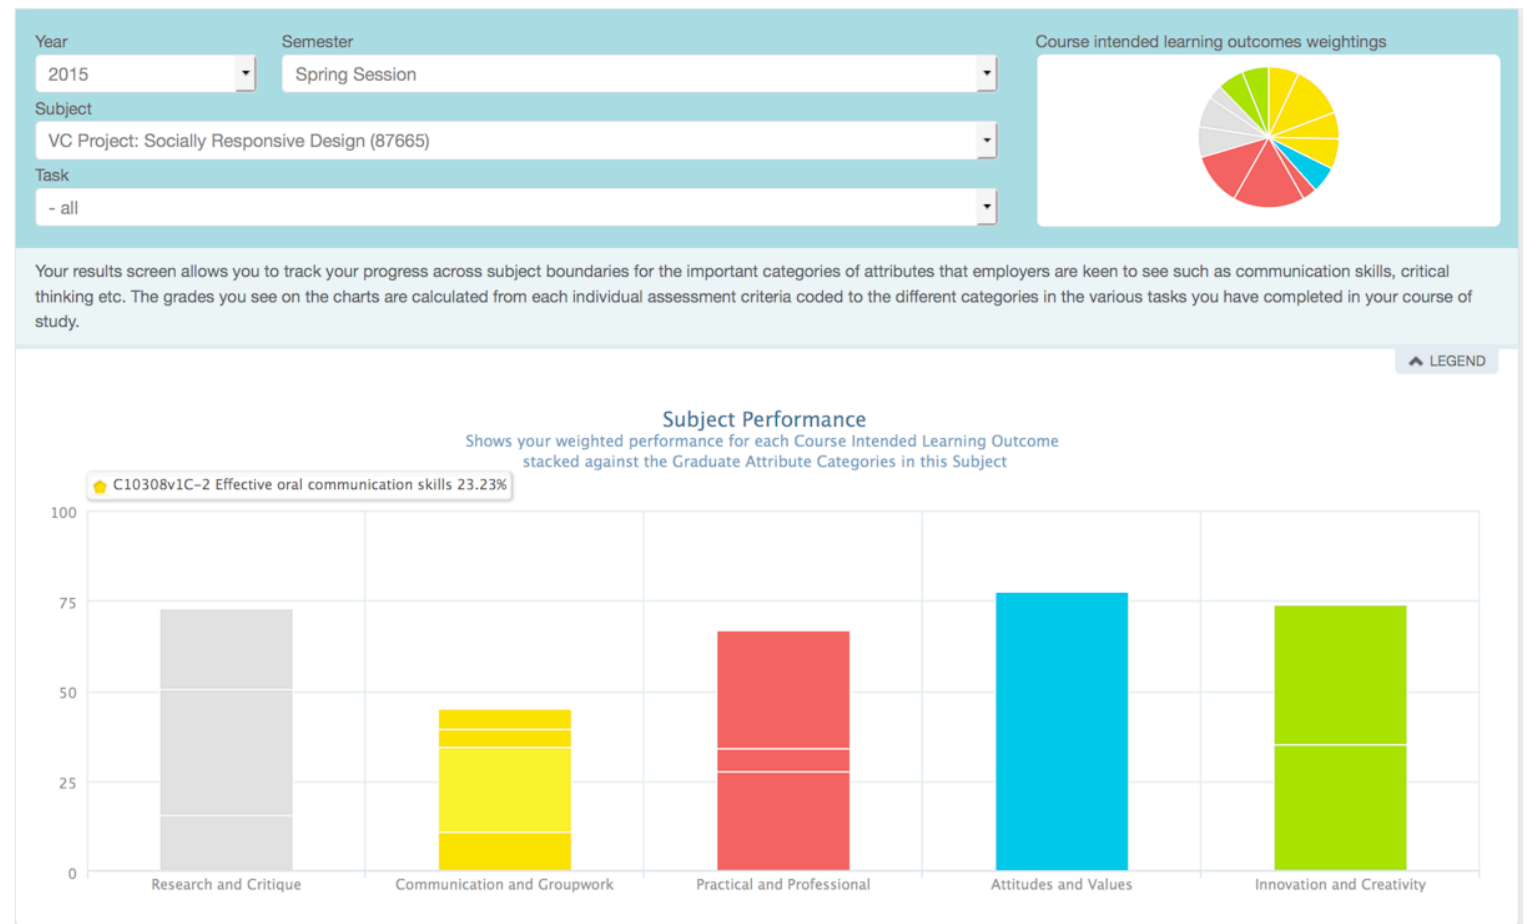 Year
Semester
Course intended learning outcomes weightings
2015
Spring Session
Subject
VC Project: Socially Responsive Design (87665)
Task
- all
Your results screen allows you to track your progress across subject boundaries for the important categories of attributes that employers are keen to see such as communication skills, critical
thinking etc. The grades you see on the charts are calculated from each individual assessment criteria coded to the different categories in the various tasks you have completed in your course of
study.
LEGEND
Subject Performance
Shows your weighted performance for each Course Intended Learning Outcome
stacked against the Graduate Attribute Categories in this Subject
C10308v1C-2 Effective oral communication skills 23.23%
100
75
50
25
0
Research and Critique
Communication and Groupwork
Practical and Professional
Attitudes and Values
Innovation and Creativity